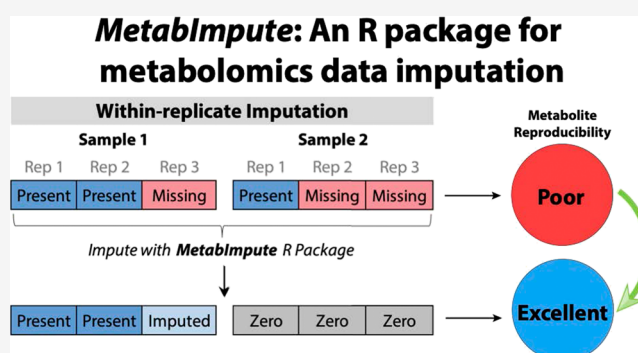 MetabImpute: An R package for
metabolomics data imputation
Within-replicate Imputation
Sample 1
Sample 2
Rep 1 Rep 2 Rep 3
Rep 1 Rep 2 Rep 3
Present Present Missing
Present Missing Missing
Metabolite
Reproducibility
Poor
Impute with MetabImpute R Package
Present Present Imputed
Zero Zero Zero
Excellent